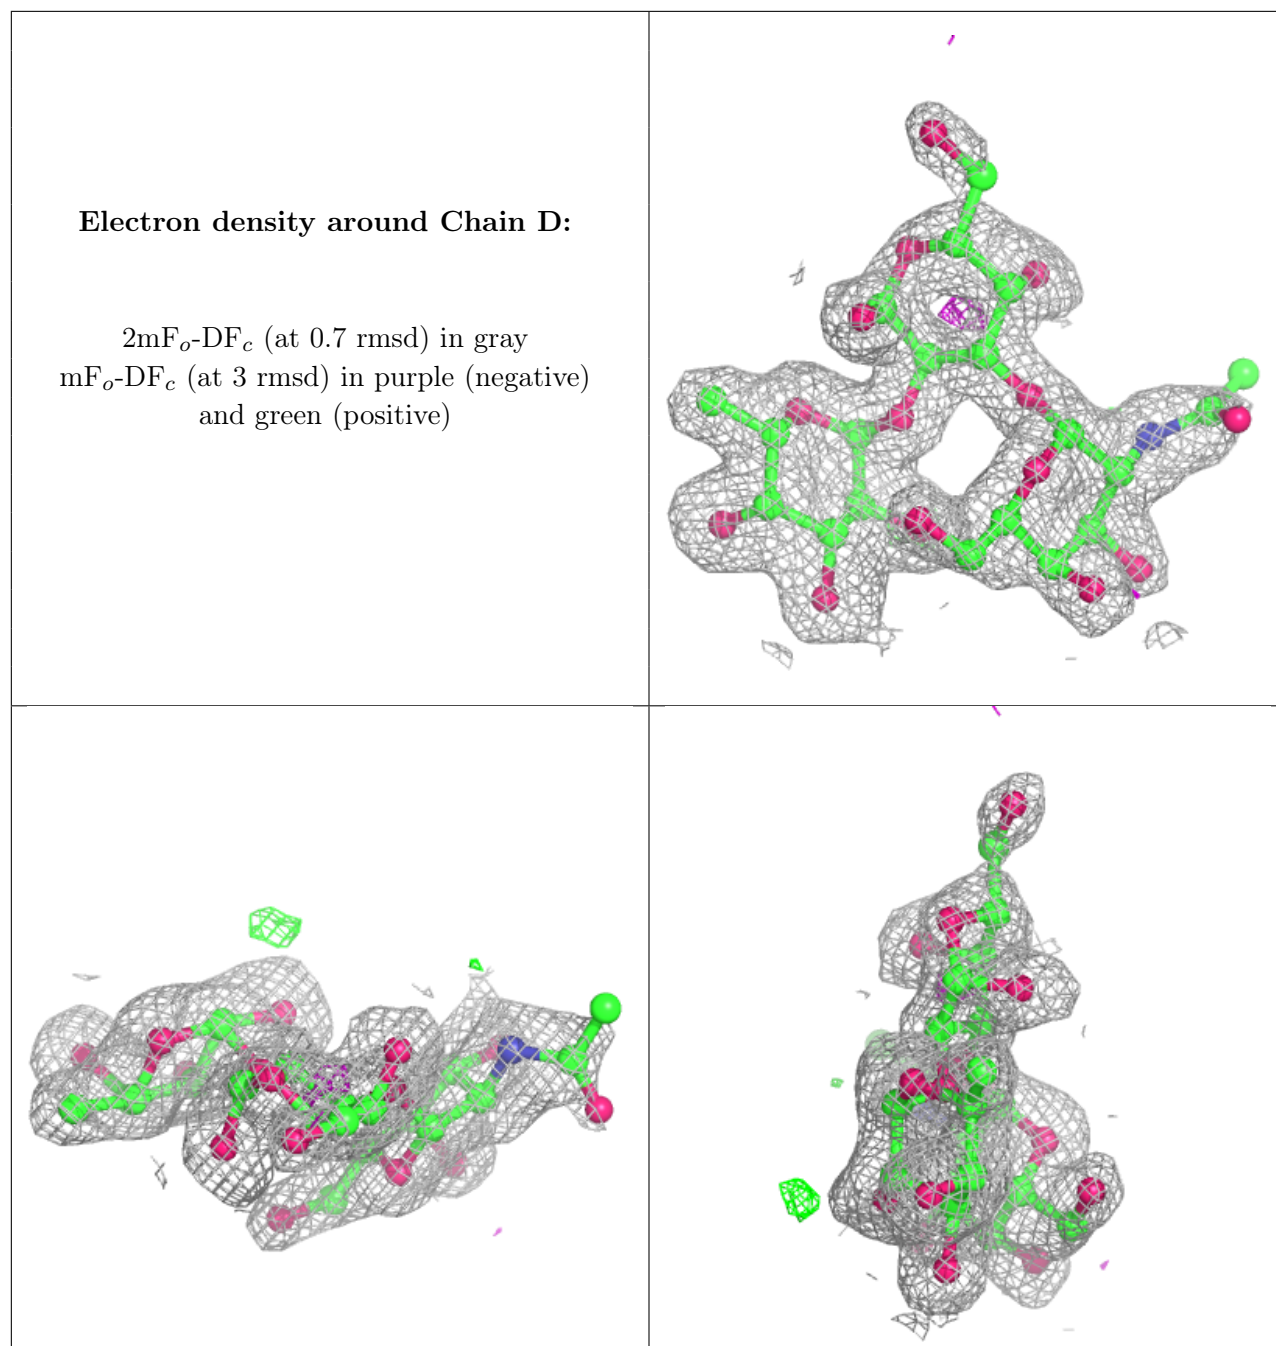 Electron density around Chain D:
2mFₒ-DF𝒸 (at 0.7 rmsd) in gray
mFₒ-DF𝒸 (at 3 rmsd) in purple (negative)
and green (positive)